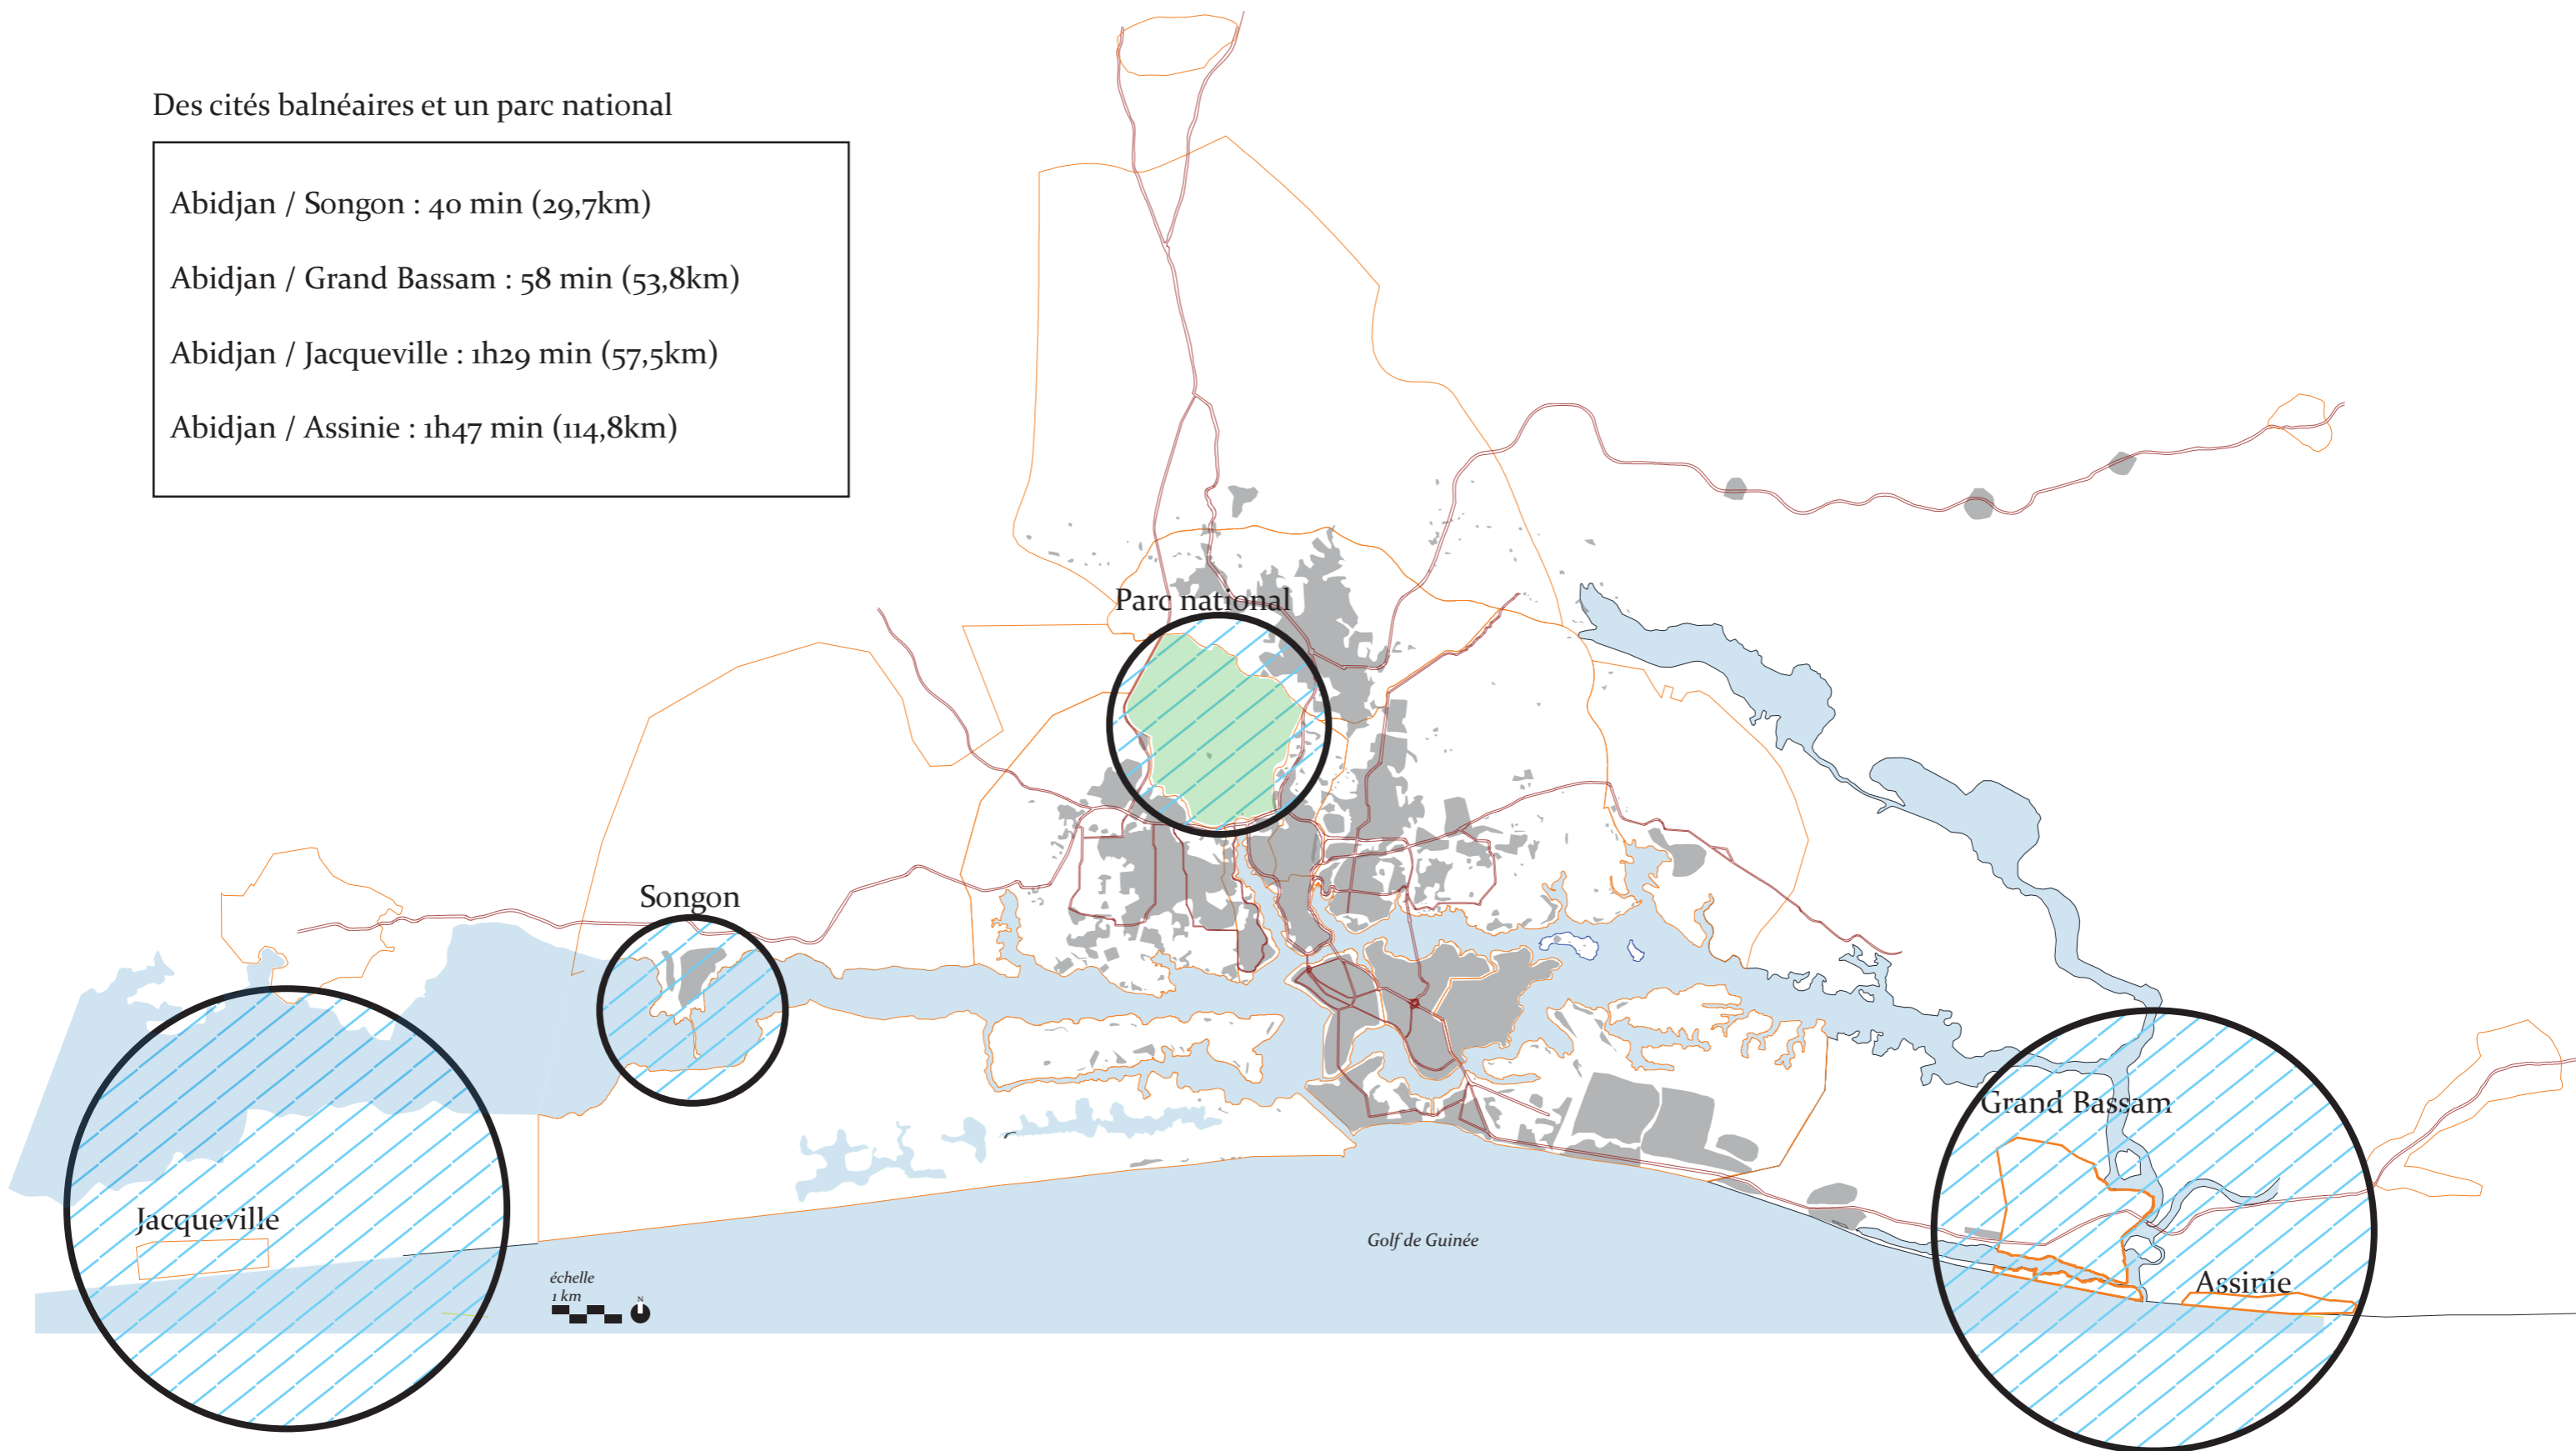 Des cités balnéaires et un parc national
Abidjan / Songon : 40 min (29,7km)
Abidjan / Grand Bassam : 58 min (53,8km)
Abidjan / Jacqueville : 1h29 min (57,5km)
Abidjan / Assinie : 1h47 min (114,8km)
Parc national
Songon
Grand Bassam
Jacqueville
Golf de Guinée
Assinie
échelle
1 km
N